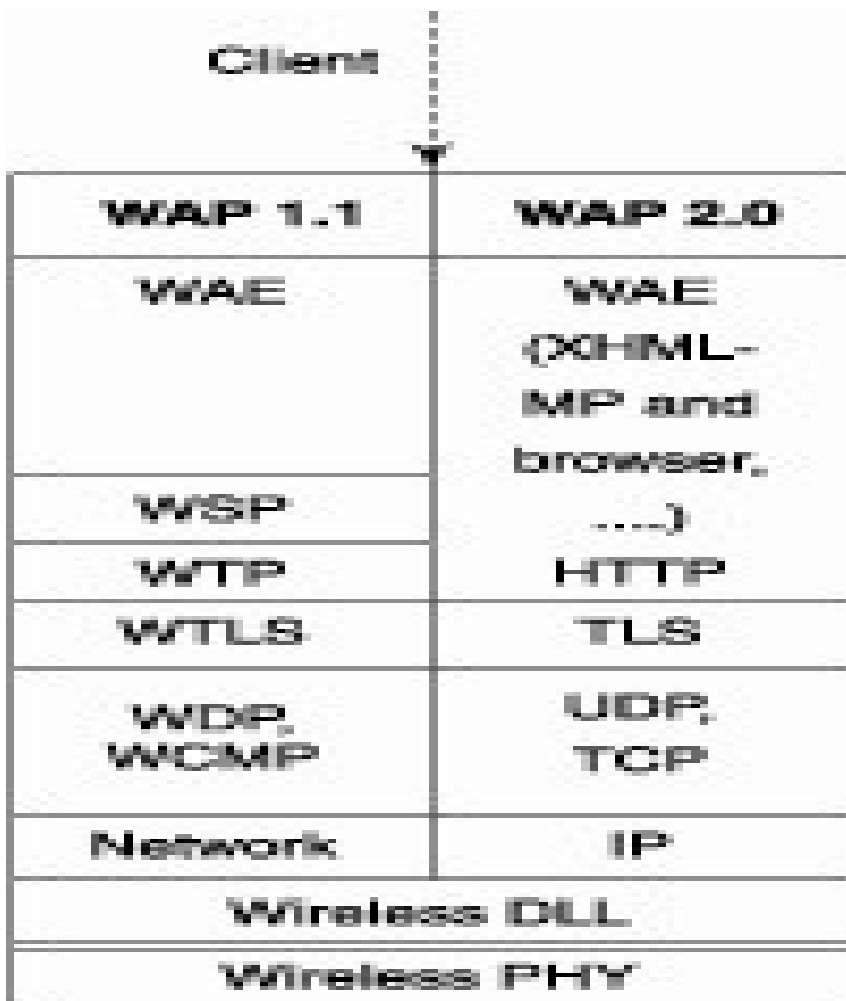 Client
WAP 1.1
WAP 2.0
WAE
WAE
(XHML-
MP and
browser,
....)
WSP
WTP
HTTP
WTLS
TLS
WDP,
WCMP
UDP,
TCP
Network
IP
Wireless DLL
Wireless PHY